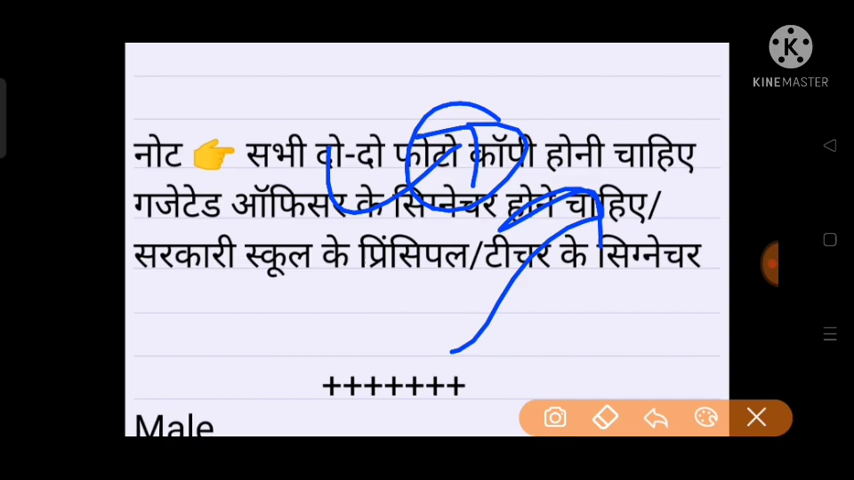 K
KINEMASTER
नोट 👉 सभी दो-दो फोटो कॉपी होनी चाहिए
गजेटेड ऑफिसर के सिग्नेचर होने चाहिए/
सरकारी स्कूल के प्रिंसिपल/टीचर के सिग्नेचर
+++++++
Male